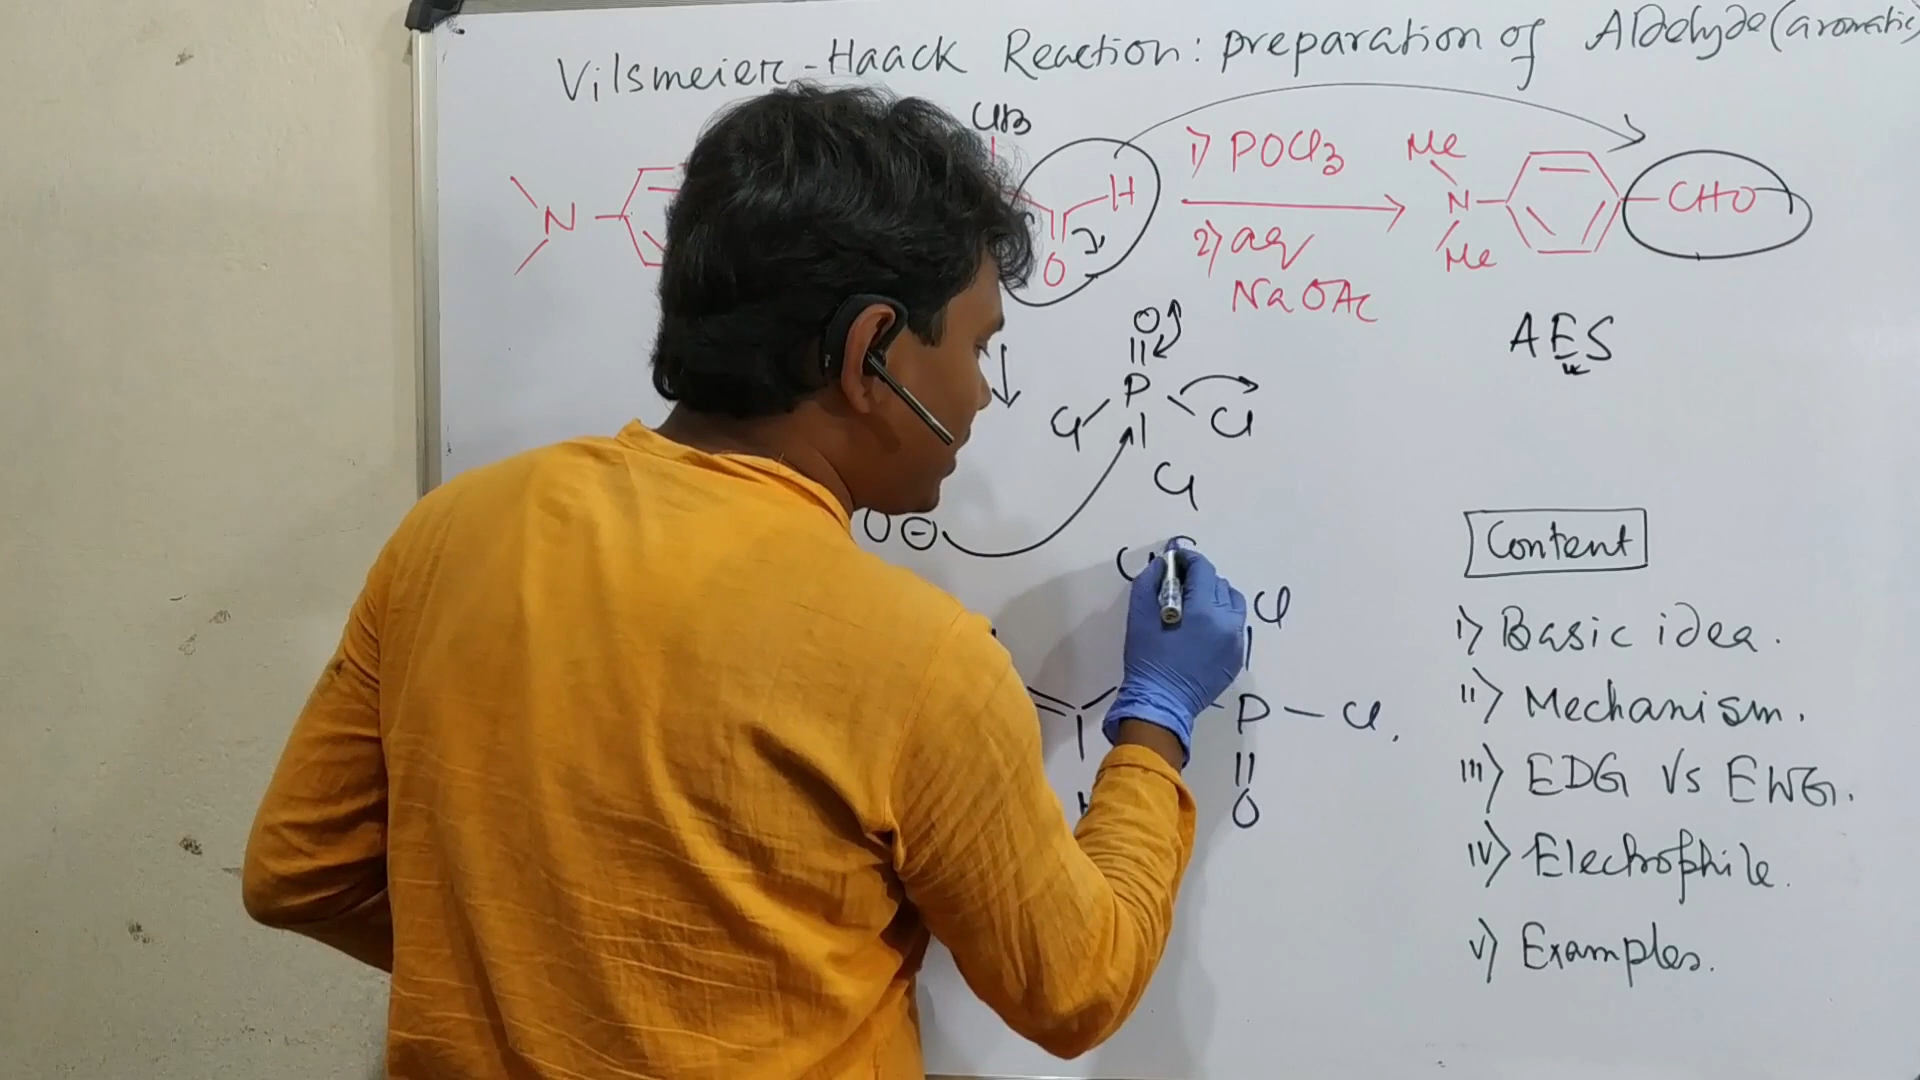 Vilsmeier-Haack Reaction: preparation of Aldehyde (aromatic)
CH3
N
H
O
1) POCl3
2) aq
NaOAc
Me
N
Me
CHO
AES
O
P
Cl
Cl
Cl
O ⊖
Cl
P - Cl.
O
Content
i) Basic idea.
ii) Mechanism.
iii) EDG Vs EWG.
iv) Electrophile.
v) Examples.